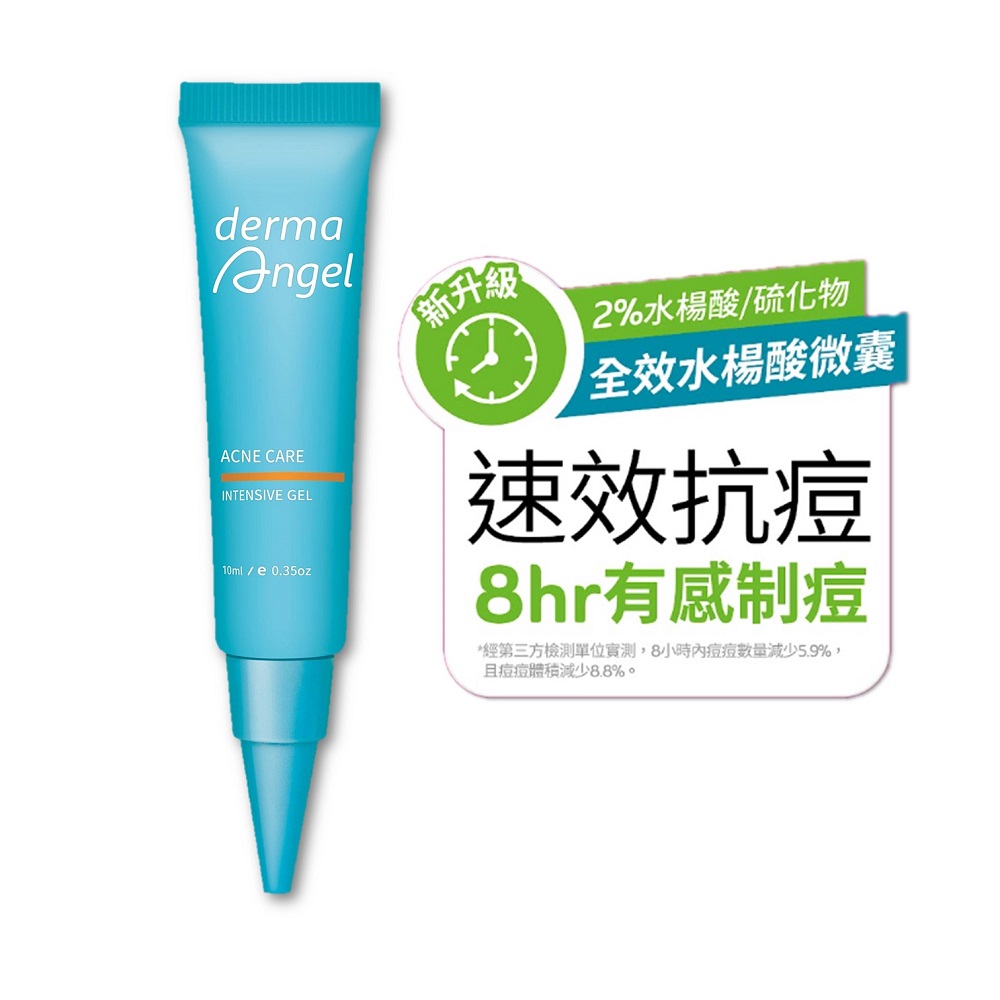 derma
Angel
ACNE CARE
INTENSIVE GEL
10ml / e 0.35oz
新升級
2%水楊酸/硫化物
全效水楊酸微囊
速效抗痘
8hr有感制痘
*經第三方檢測單位實測，8小時內痘痘數量減少5.9%，
且痘痘體積減少8.8%。